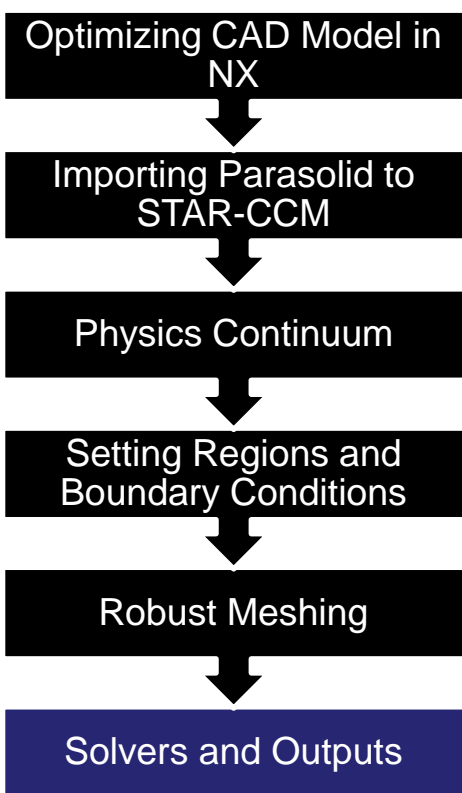 Optimizing CAD Model in
NX
Importing Parasolid to
STAR-CCM
Physics Continuum
Setting Regions and
Boundary Conditions
Robust Meshing
Solvers and Outputs